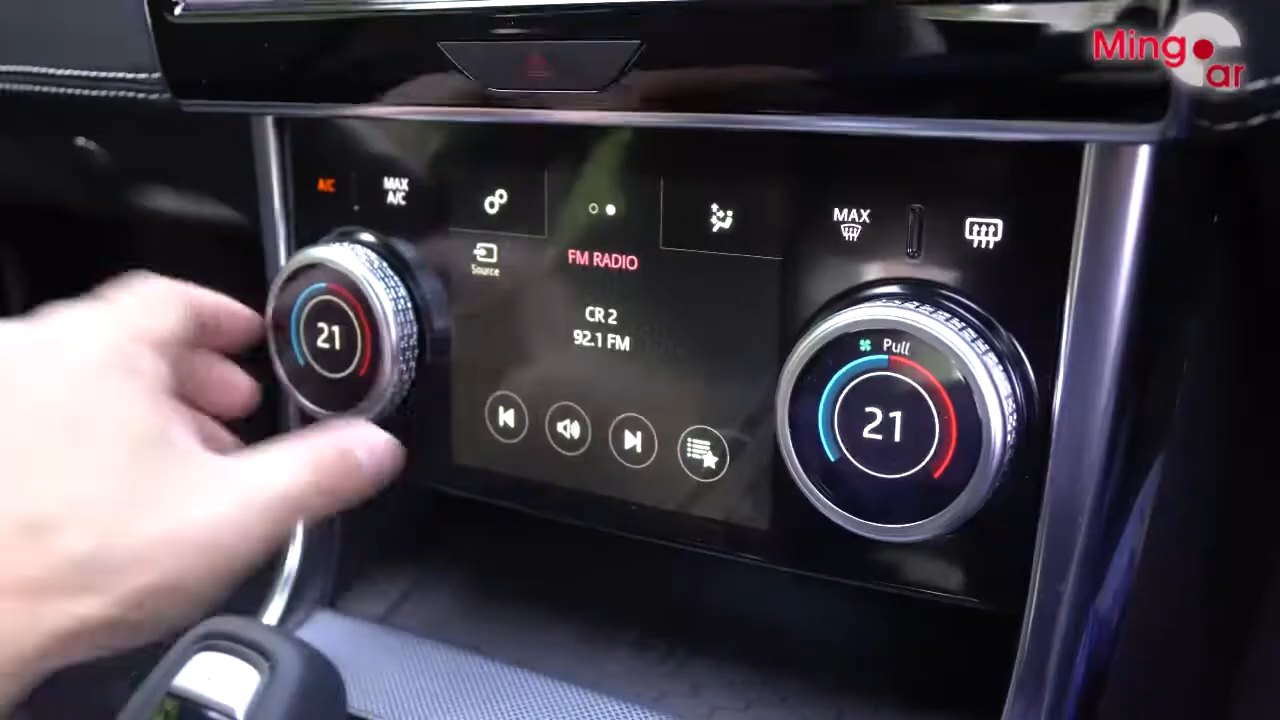 Ming
ar
A/C
MAX
A/C
Source
FM RADIO
CR 2
92.1 FM
MAX
21
Pull
21